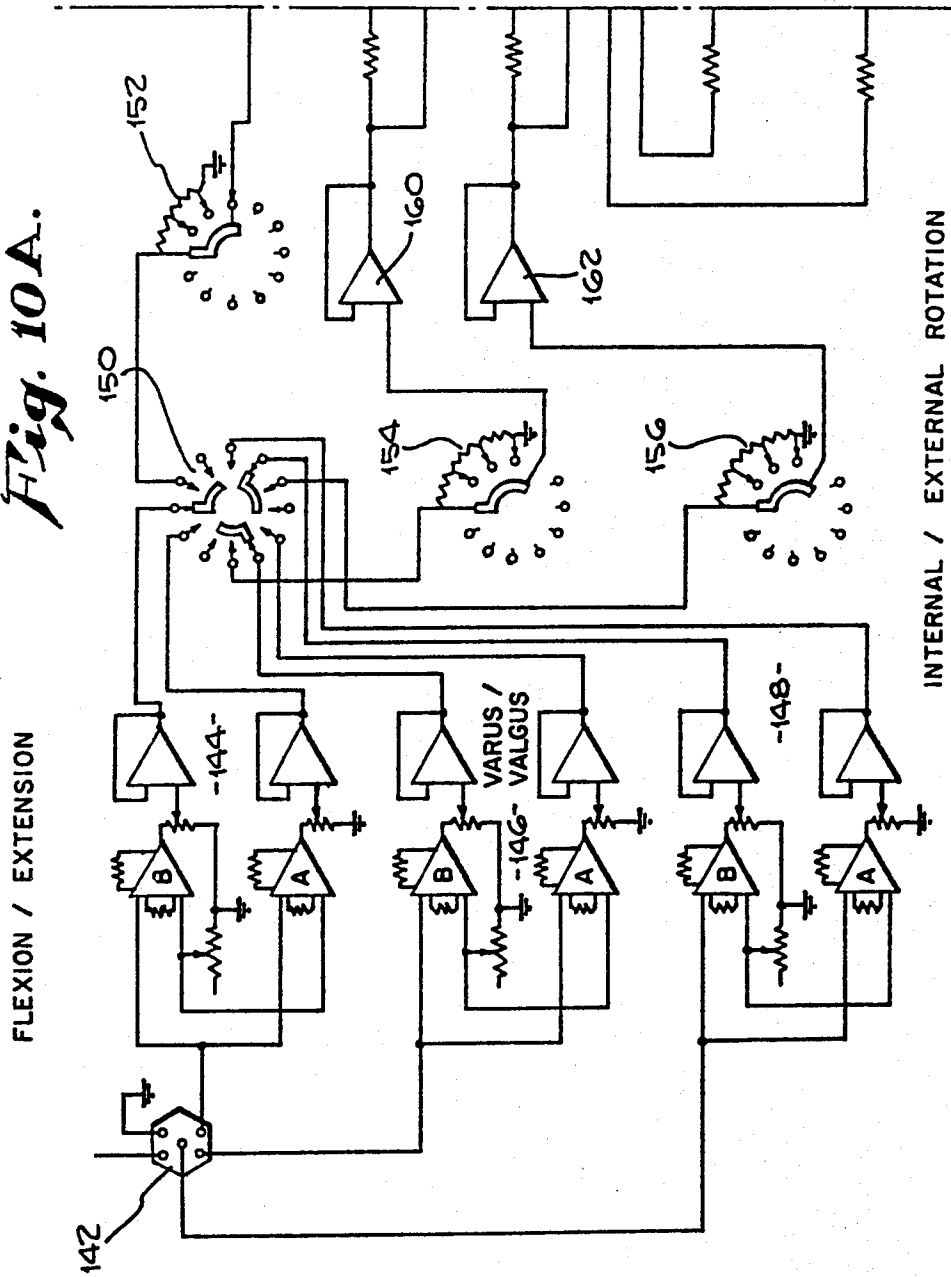 Fig. 10A.
FLEXION / EXTENSION
152
150
160
162
154
156
-144-
B
A
VARUS /
VALGUS
-146-
B
A
-148-
B
A
142
INTERNAL / EXTERNAL ROTATION